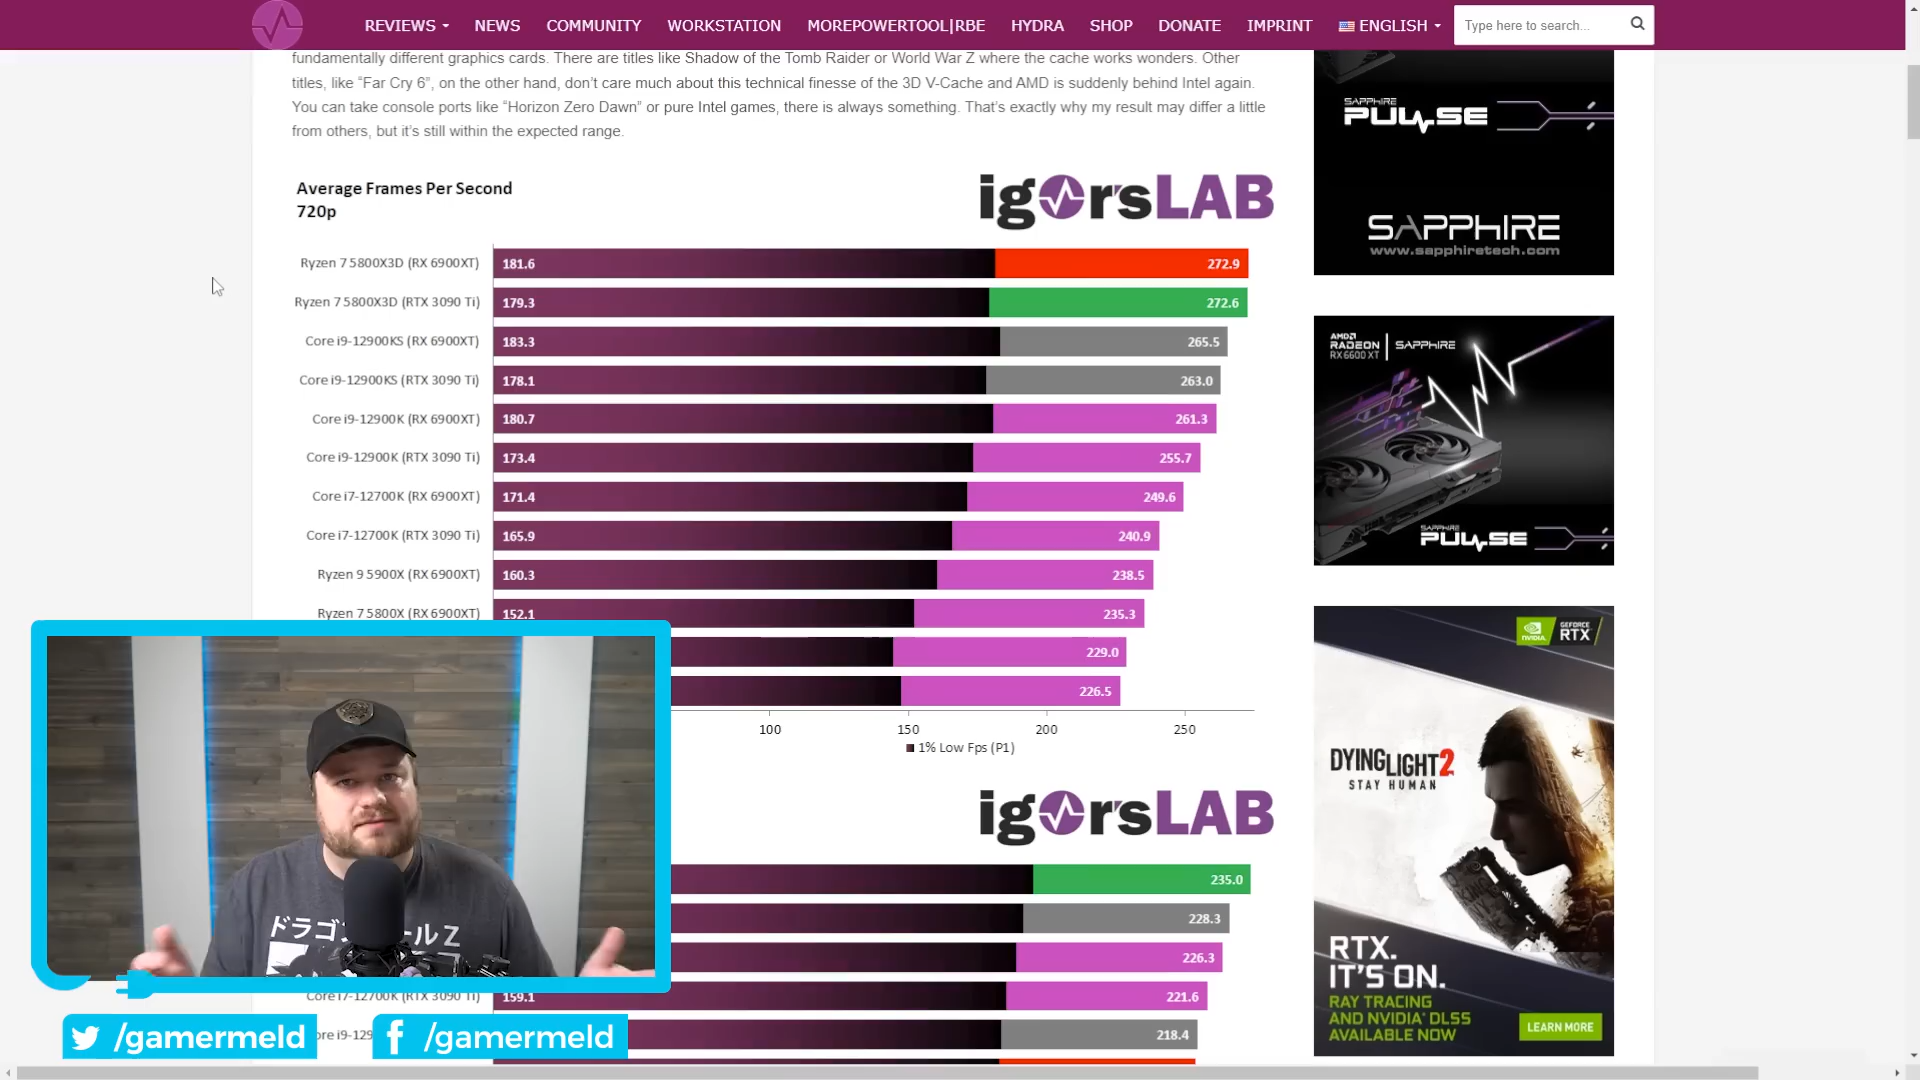 REVIEWS NEWS COMMUNITY WORKSTATION MOREPOWERTOOL|RBE HYDRA SHOP DONATE IMPRINT ENGLISH Type here to search...
fundamentally different graphics cards. There are titles like Shadow of the Tomb Raider or World War Z where the cache works wonders. Other
titles, like “Far Cry 6”, on the other hand, don’t care much about this technical finesse of the 3D V-Cache and AMD is suddenly behind Intel again.
You can take console ports like “Horizon Zero Dawn” or pure Intel games, there is always something. That’s exactly why my result may differ a little
from others, but it’s still within the expected range.
Average Frames Per Second
720p
igorsLAB
Ryzen 7 5800X3D (RX 6900XT) 181.6 272.9
Ryzen 7 5800X3D (RTX 3090 Ti) 179.3 272.6
Core i9-12900KS (RX 6900XT) 183.3 265.5
Core i9-12900KS (RTX 3090 Ti) 178.1 263.0
Core i9-12900K (RX 6900XT) 180.7 261.3
Core i9-12900K (RTX 3090 Ti) 173.4 255.7
Core i7-12700K (RX 6900XT) 171.4 249.6
Core i7-12700K (RTX 3090 Ti) 165.9 240.9
Ryzen 9 5900X (RX 6900XT) 160.3 238.5
Ryzen 7 5800X (RX 6900XT) 152.1 235.3
229.0
226.5
100 150 200 250
1% Low Fps (P1)
igorsLAB
235.0
228.3
226.3
Core i7-12700K (RTX 3090 Ti) 159.1 221.6
ore i9-129 218.4
SAPPHIRE
PULSE
SAPPHIRE
www.sapphiretech.com
AMD
RADEON
RX 6600 XT
SAPPHIRE
SAPPHIRE
PULSE
NVIDIA
GEFORCE
RTX
DYING LIGHT 2
STAY HUMAN
RTX.
IT'S ON.
RAY TRACING
AND NVIDIA® DLSS
AVAILABLE NOW
LEARN MORE
ドラゴ
ールZ
/gamermeld
/gamermeld